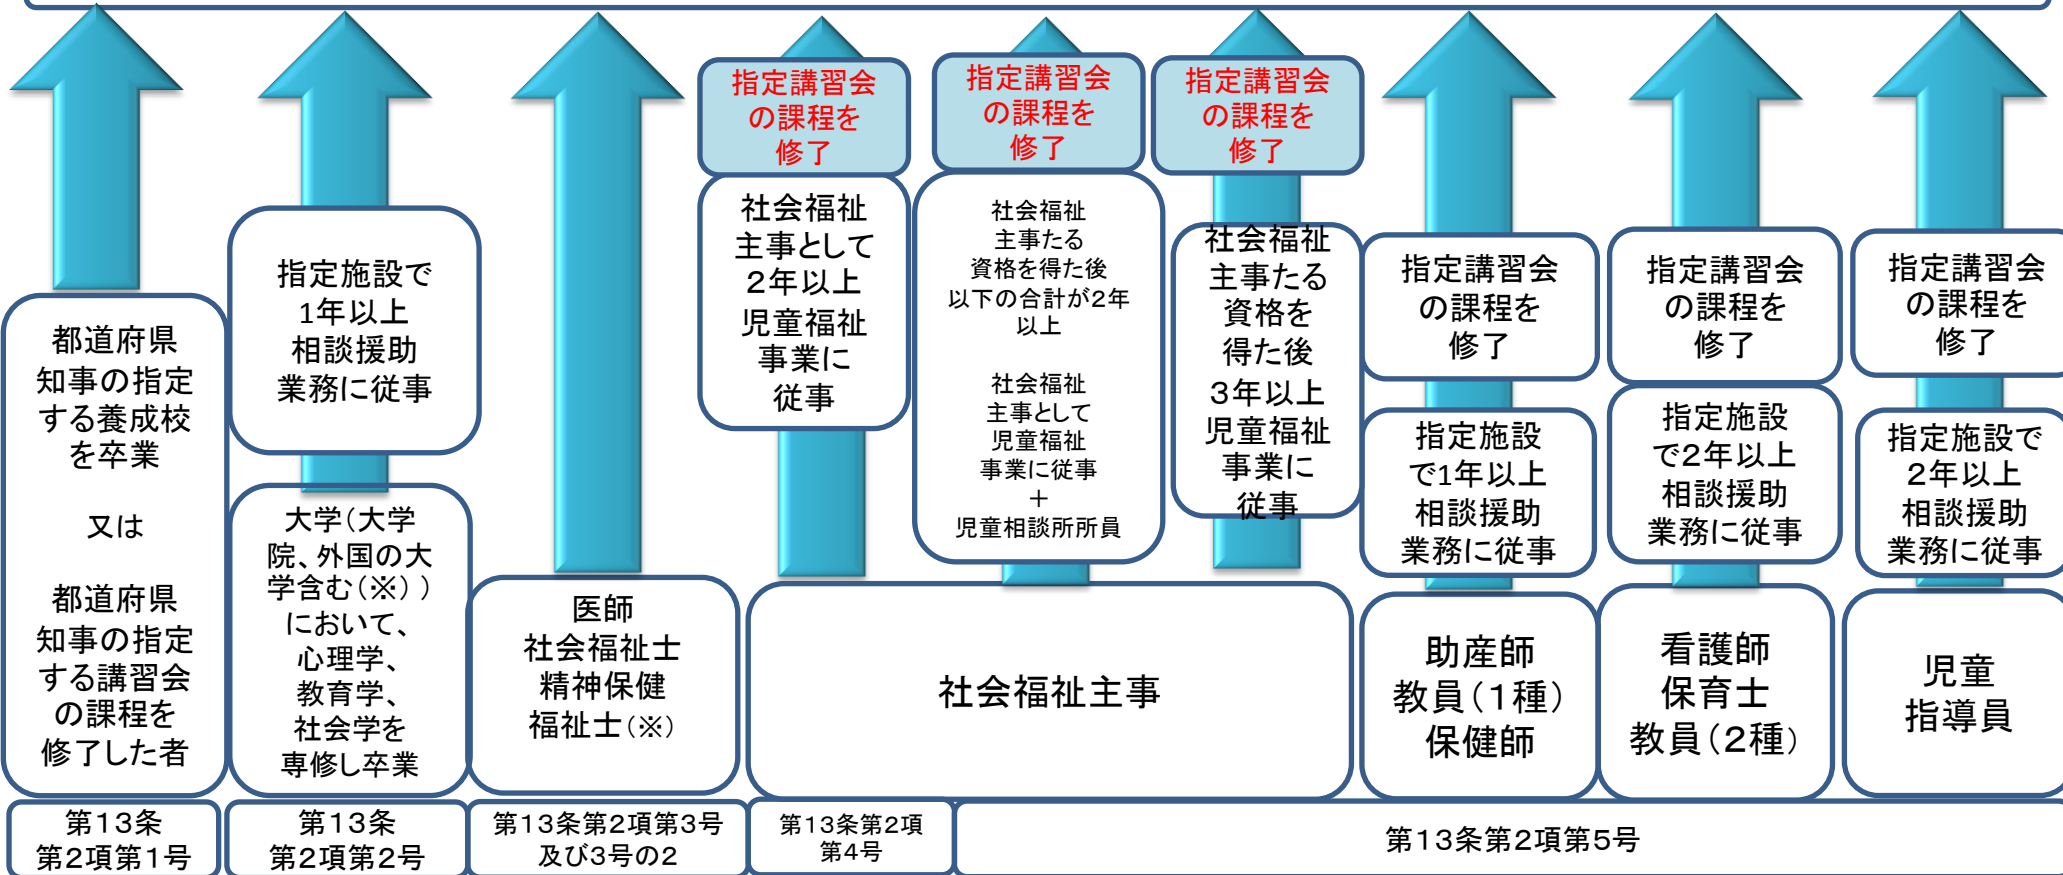 都道府県
知事の指定
する養成校
を卒業
又は
都道府県
知事の指定
する講習会
の課程を
修了した者
第13条
第2項第1号
指定施設で
1年以上
相談援助
業務に従事
大学(大学
院、外国の大
学含む(※))
において、
心理学、
教育学、
社会学を
専修し卒業
第13条
第2項第2号
医師
社会福祉士
精神保健
福祉士(※)
第13条第2項第3号
及び3号の2
指定講習会
の課程を
修了
社会福祉
主事として
2年以上
児童福祉
事業に
従事
指定講習会
の課程を
修了
社会福祉
主事たる
資格を得た後
以下の合計が2年
以上
社会福祉
主事として
児童福祉
事業に従事
+
児童相談所所員
指定講習会
の課程を
修了
社会福祉
主事たる
資格を
得た後
3年以上
児童福祉
事業に
従事
社会福祉主事
第13条第2項
第4号
指定講習会
の課程を
修了
指定施設
で1年以上
相談援助
業務に従事
助産師
教員(1種)
保健師
指定講習会
の課程を
修了
指定施設
で2年以上
相談援助
業務に従事
看護師
保育士
教員(2種)
指定講習会
の課程を
修了
指定施設で
2年以上
相談援助
業務に従事
児童
指導員
第13条第2項第5号